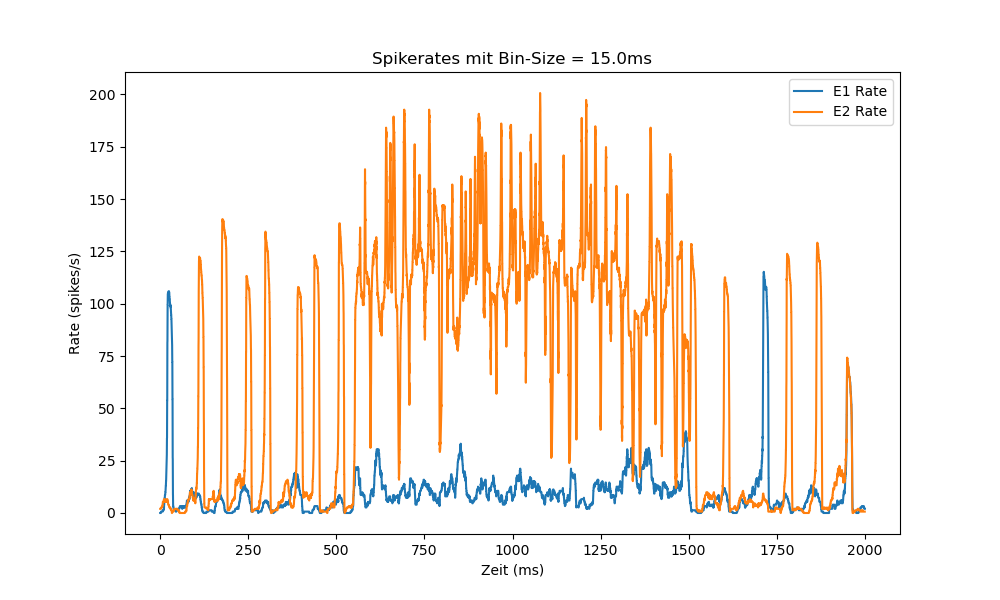 Spikerates mit Bin-Size = 15.0ms
E1 Rate
E2 Rate
200
175
150
125
100
75
50
25
0
Rate (spikes/s)
0 250 500 750 1000 1250 1500 1750 2000
Zeit (ms)